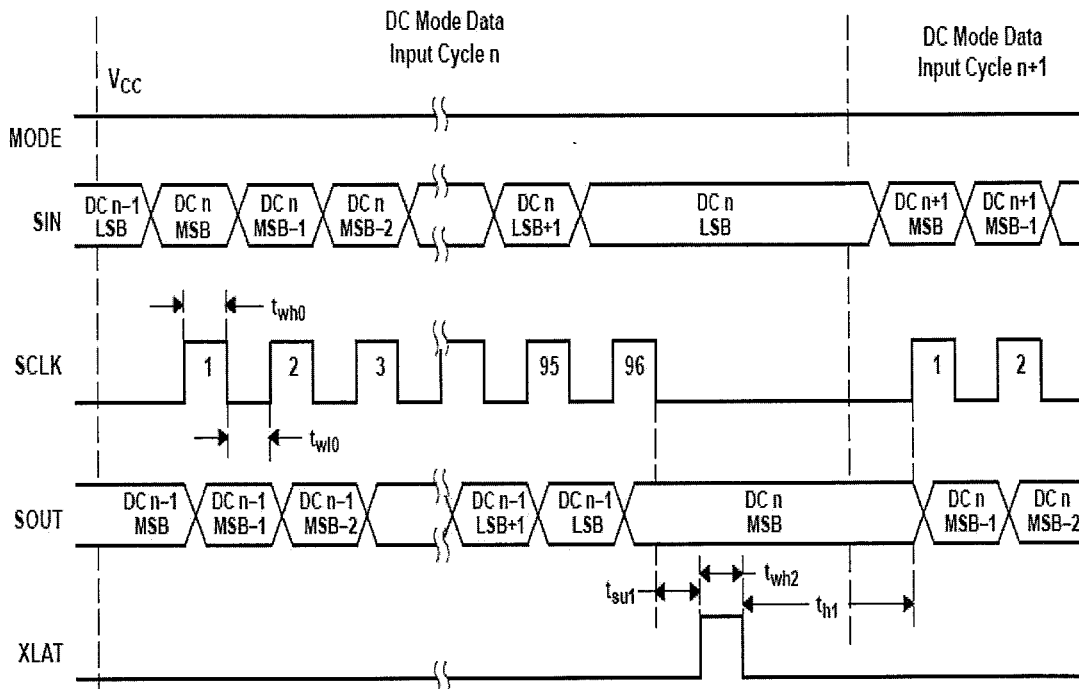 DC Mode Data
Input Cycle n
DC Mode Data
Input Cycle n+1
VCC
MODE
SIN
DC n–1
LSB
DC n
MSB
DC n
MSB–1
DC n
MSB–2
DC n
LSB+1
DC n
LSB
DC n+1
MSB
DC n+1
MSB–1
twh0
SCLK
1
2
3
95
96
1
2
twl0
SOUT
DC n–1
MSB
DC n–1
MSB–1
DC n–1
MSB–2
DC n–1
LSB+1
DC n–1
LSB
DC n
MSB
DC n
MSB–1
DC n
MSB–2
tsu1
twh2
th1
XLAT